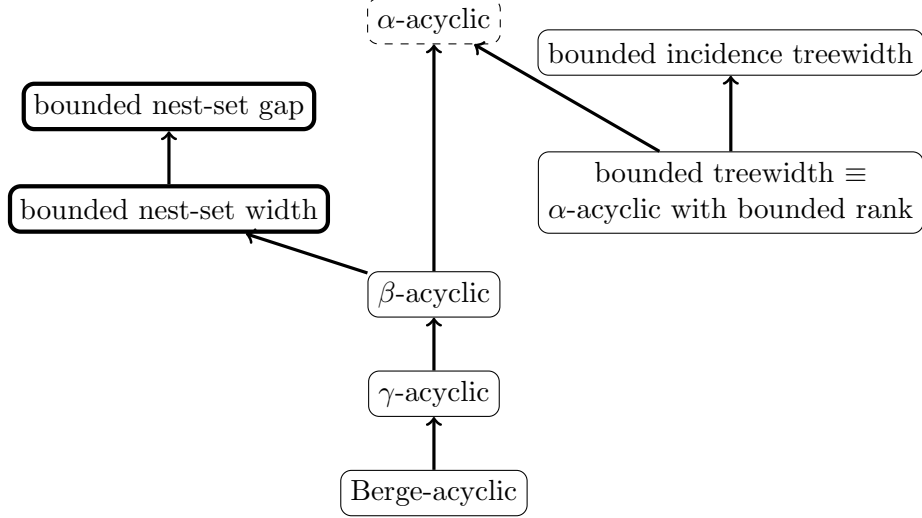 α-acyclic
bounded incidence treewidth
bounded nest-set gap
bounded treewidth ≡
α-acyclic with bounded rank
bounded nest-set width
β-acyclic
γ-acyclic
Berge-acyclic